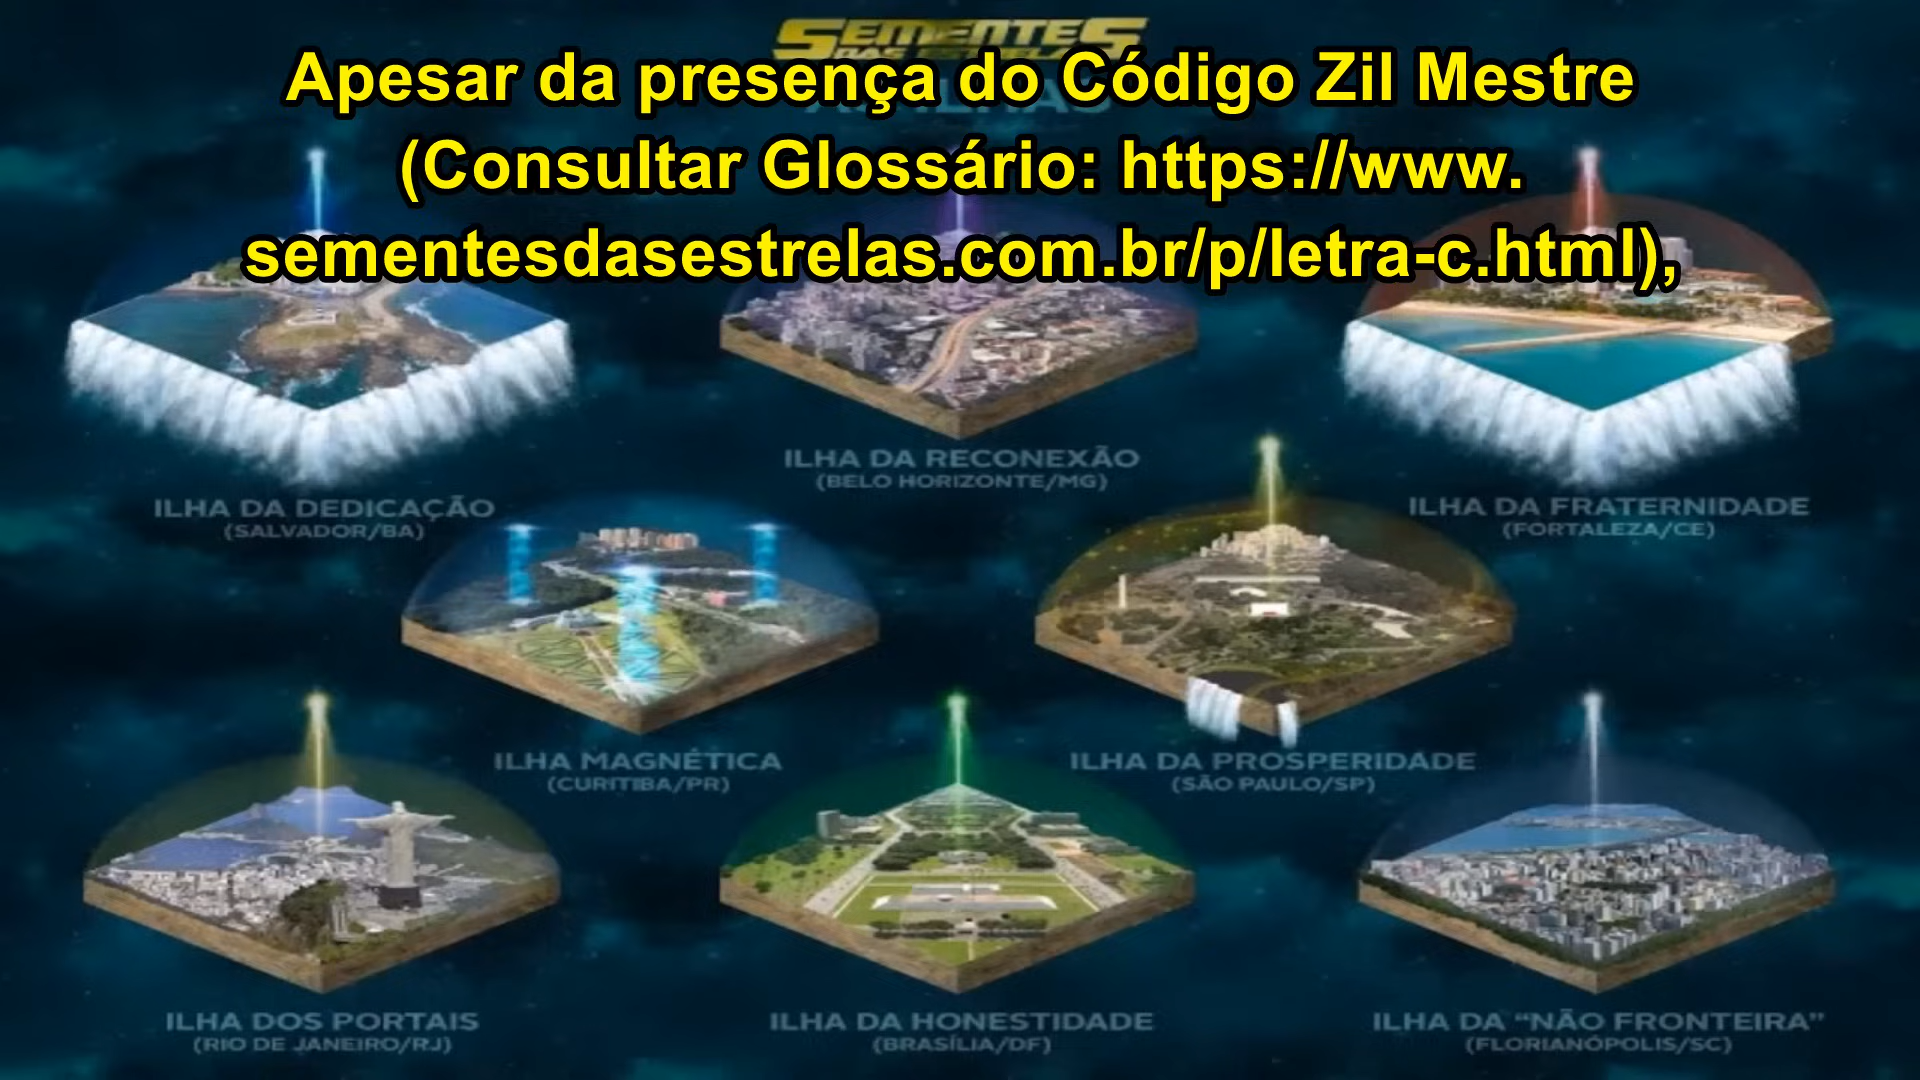 SEMENTES
DAS ESTRELAS
Apesar da presença do Código Zil Mestre
(Consultar Glossário: https://www.
sementesdasestrelas.com.br/p/letra-c.html),
ILHA DA RECONEXÃO
(BELO HORIZONTE/MG)
ILHA DA DEDICAÇÃO
(SALVADOR/BA)
ILHA DA FRATERNIDADE
(FORTALEZA/CE)
ILHA MAGNÉTICA
(CURITIBA/PR)
ILHA DA PROSPERIDADE
(SÃO PAULO/SP)
ILHA DOS PORTAIS
(RIO DE JANEIRO/RJ)
ILHA DA HONESTIDADE
(BRASÍLIA/DF)
ILHA DA “NÃO FRONTEIRA”
(FLORIANÓPOLIS/SC)